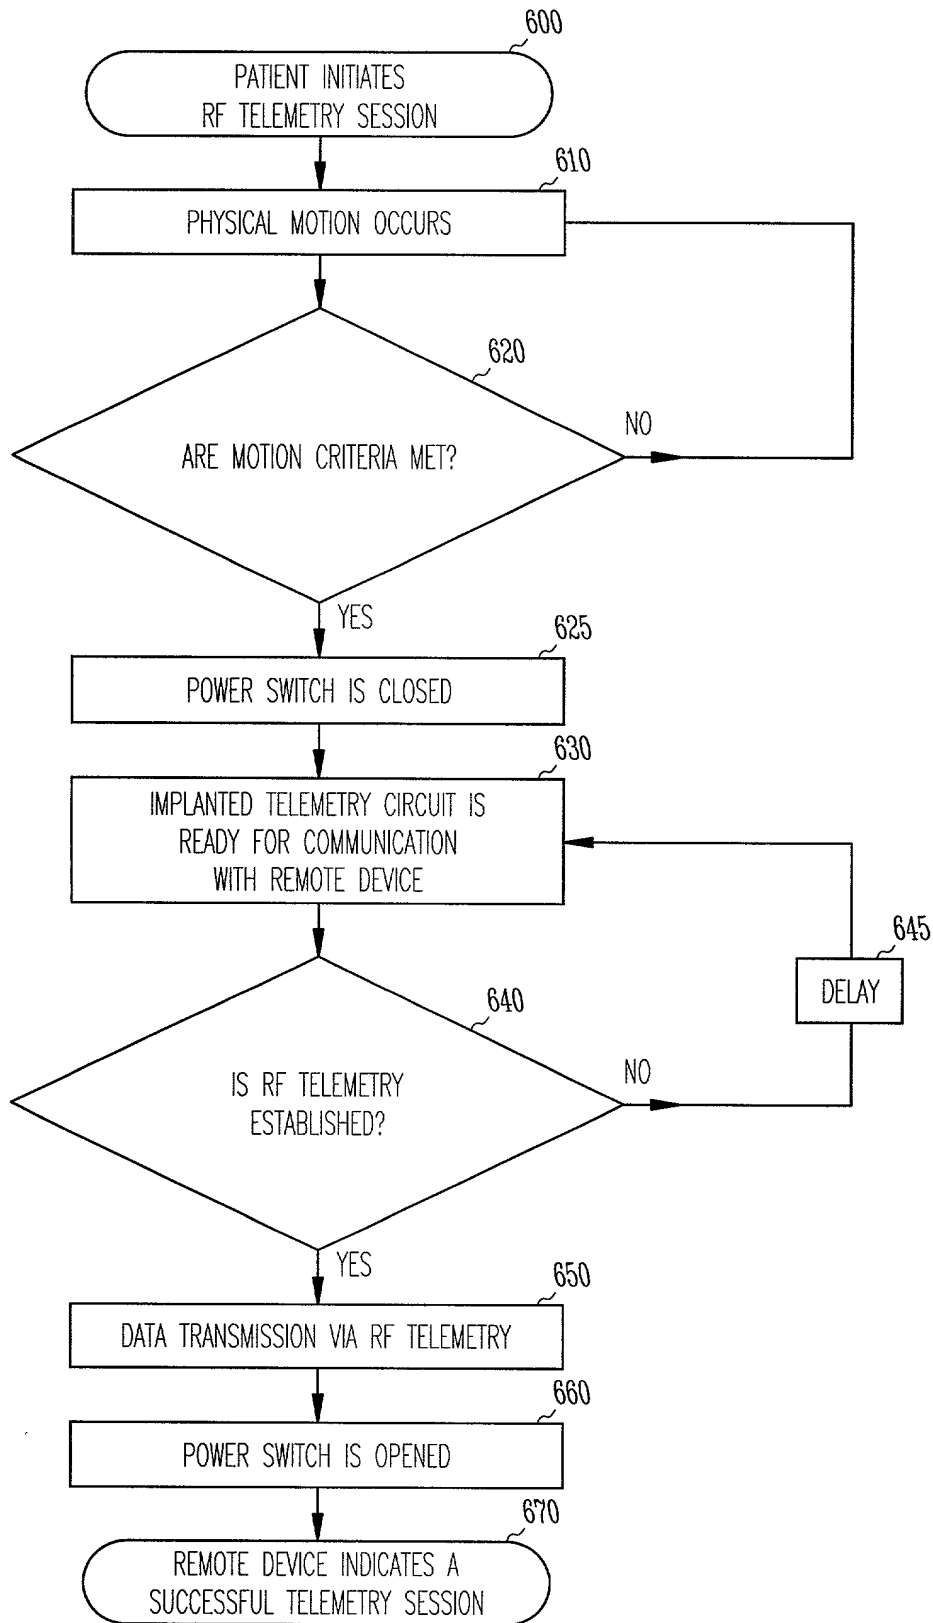 600
PATIENT INITIATES
RF TELEMETRY SESSION
610
PHYSICAL MOTION OCCURS
620
ARE MOTION CRITERIA MET?
NO
YES
625
POWER SWITCH IS CLOSED
630
IMPLANTED TELEMETRY CIRCUIT IS
READY FOR COMMUNICATION
WITH REMOTE DEVICE
645
DELAY
640
IS RF TELEMETRY
ESTABLISHED?
NO
YES
650
DATA TRANSMISSION VIA RF TELEMETRY
660
POWER SWITCH IS OPENED
670
REMOTE DEVICE INDICATES A
SUCCESSFUL TELEMETRY SESSION